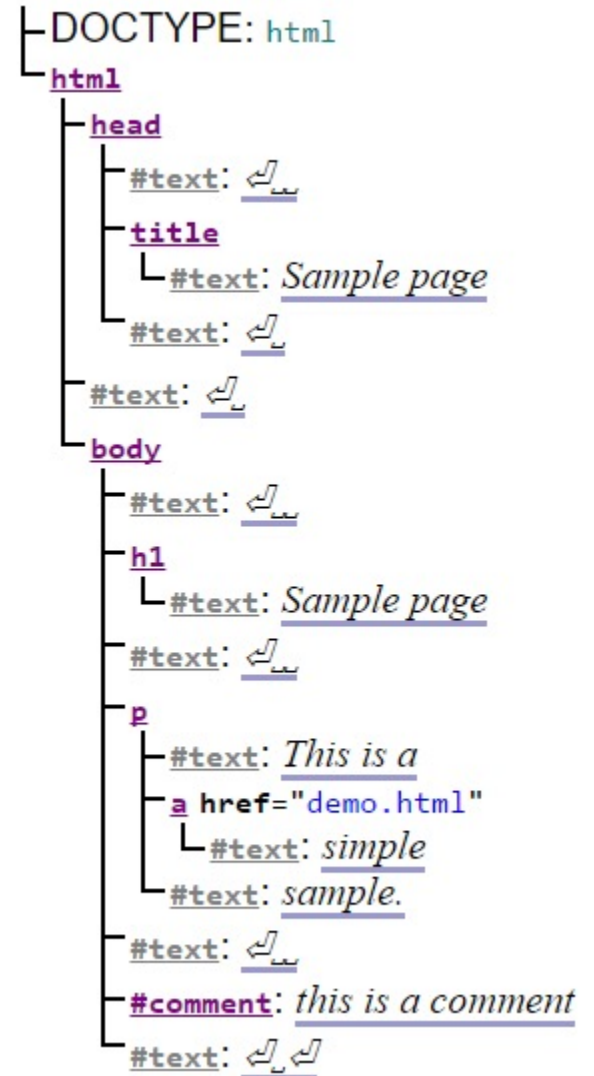 DOCTYPE: html
html
head
#text: ⏎␣␣
title
#text: Sample page
#text: ⏎␣
#text: ⏎␣
body
#text: ⏎␣␣
h1
#text: Sample page
#text: ⏎␣␣
p
#text: This is a
a href="demo.html"
#text: simple
#text: sample.
#text: ⏎␣␣
#comment: this is a comment
#text: ⏎␣⏎